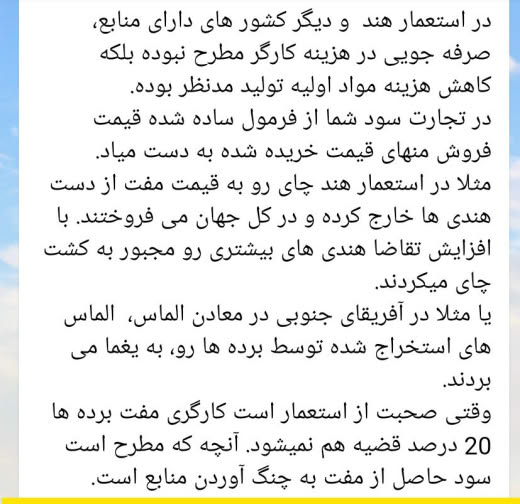 در استعمار هند و دیگر کشور های دارای منابع،
صرفه جویی در هزینه کارگر مطرح نبوده بلکه
کاهش هزینه مواد اولیه تولید مدنظر بوده.
در تجارت سود شما از فرمول ساده شده قیمت
فروش منهای قیمت خریده شده به دست میاد.
مثلا در استعمار هند چای رو به قیمت مفت از دست
هندی ها خارج کرده و در کل جهان می فروختند. با
افزایش تقاضا هندی های بیشتری رو مجبور به کشت
چای میکردند.
یا مثلا در آفریقای جنوبی در معادن الماس، الماس
های استخراج شده توسط برده ها رو، به یغما می
بردند.
وقتی صحبت از استعمار است کارگری مفت برده ها
20 درصد قضیه هم نمیشود. آنچه که مطرح است
سود حاصل از مفت به چنگ آوردن منابع است.